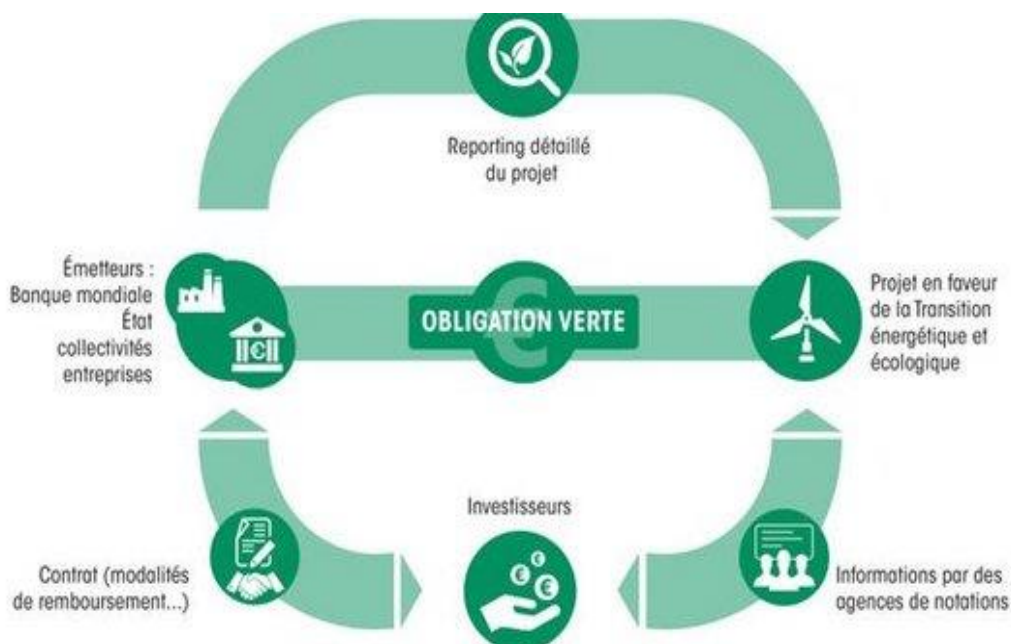 Reporting détaillé
du projet
Émetteurs :
Banque mondiale
État
collectivités
entreprises
€
OBLIGATION VERTE
€
Projet en faveur
de la Transition
énergétique et
écologique
Investisseurs
Contrat (modalités
de remboursement...)
€
€
€
Informations par des
agences de notations